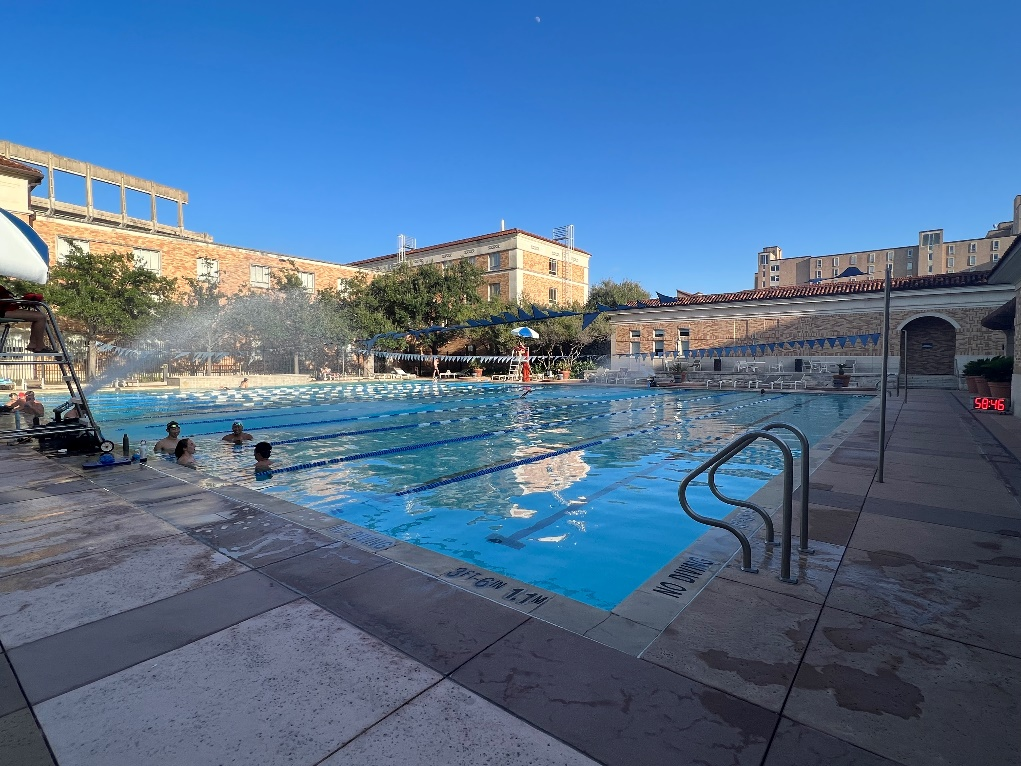 58:46
3FT-6IN 1.1M
NO DIVING